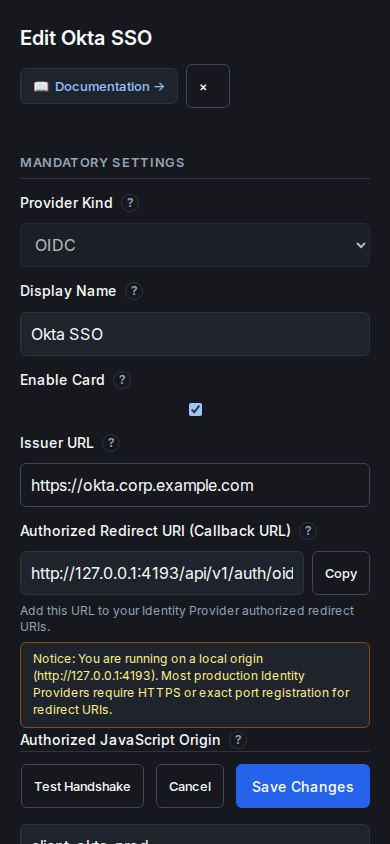 Edit Okta SSO
📖 Documentation →
×
MANDATORY SETTINGS
Provider Kind ?
OIDC
Display Name ?
Okta SSO
Enable Card ?
Issuer URL ?
https://okta.corp.example.com
Authorized Redirect URI (Callback URL) ?
http://127.0.0.1:4193/api/v1/auth/oid
Copy
Add this URL to your Identity Provider authorized redirect
URIs.
Notice: You are running on a local origin
(http://127.0.0.1:4193). Most production Identity
Providers require HTTPS or exact port registration for
redirect URIs.
Authorized JavaScript Origin ?
Test Handshake
Cancel
Save Changes
client_okta_prod